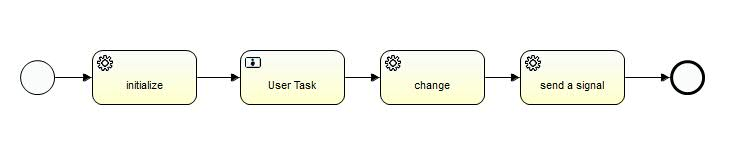 initialize
User Task
change
send a signal